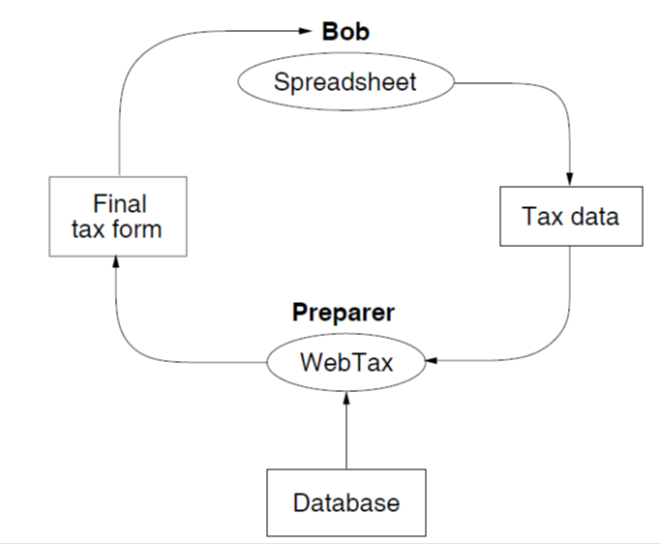 Bob
Spreadsheet
Final
tax form
Tax data
Preparer
WebTax
Database